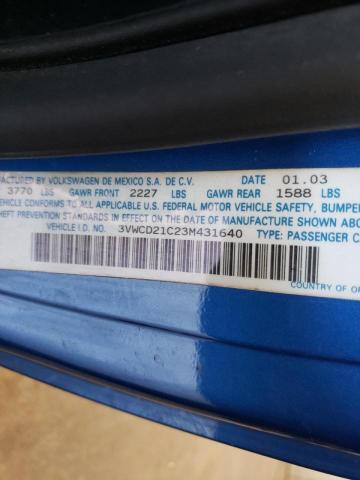 FACTURED BY VOLKSWAGEN DE MEXICO S.A. DE C.V. DATE 01.03
3770 LBS GAWR FRONT 2227 LBS GAWR REAR 1588 LBS
VEHICLE CONFORMS TO ALL APPLICABLE U.S. FEDERAL MOTOR VEHICLE SAFETY, BUMPER
THEFT PREVENTION STANDARDS IN EFFECT ON THE DATE OF MANUFACTURE SHOWN ABO
VEHICLE I.D. NO.: 3VWCD21C23M431640 TYPE: PASSENGER C
COUNTRY OF OR